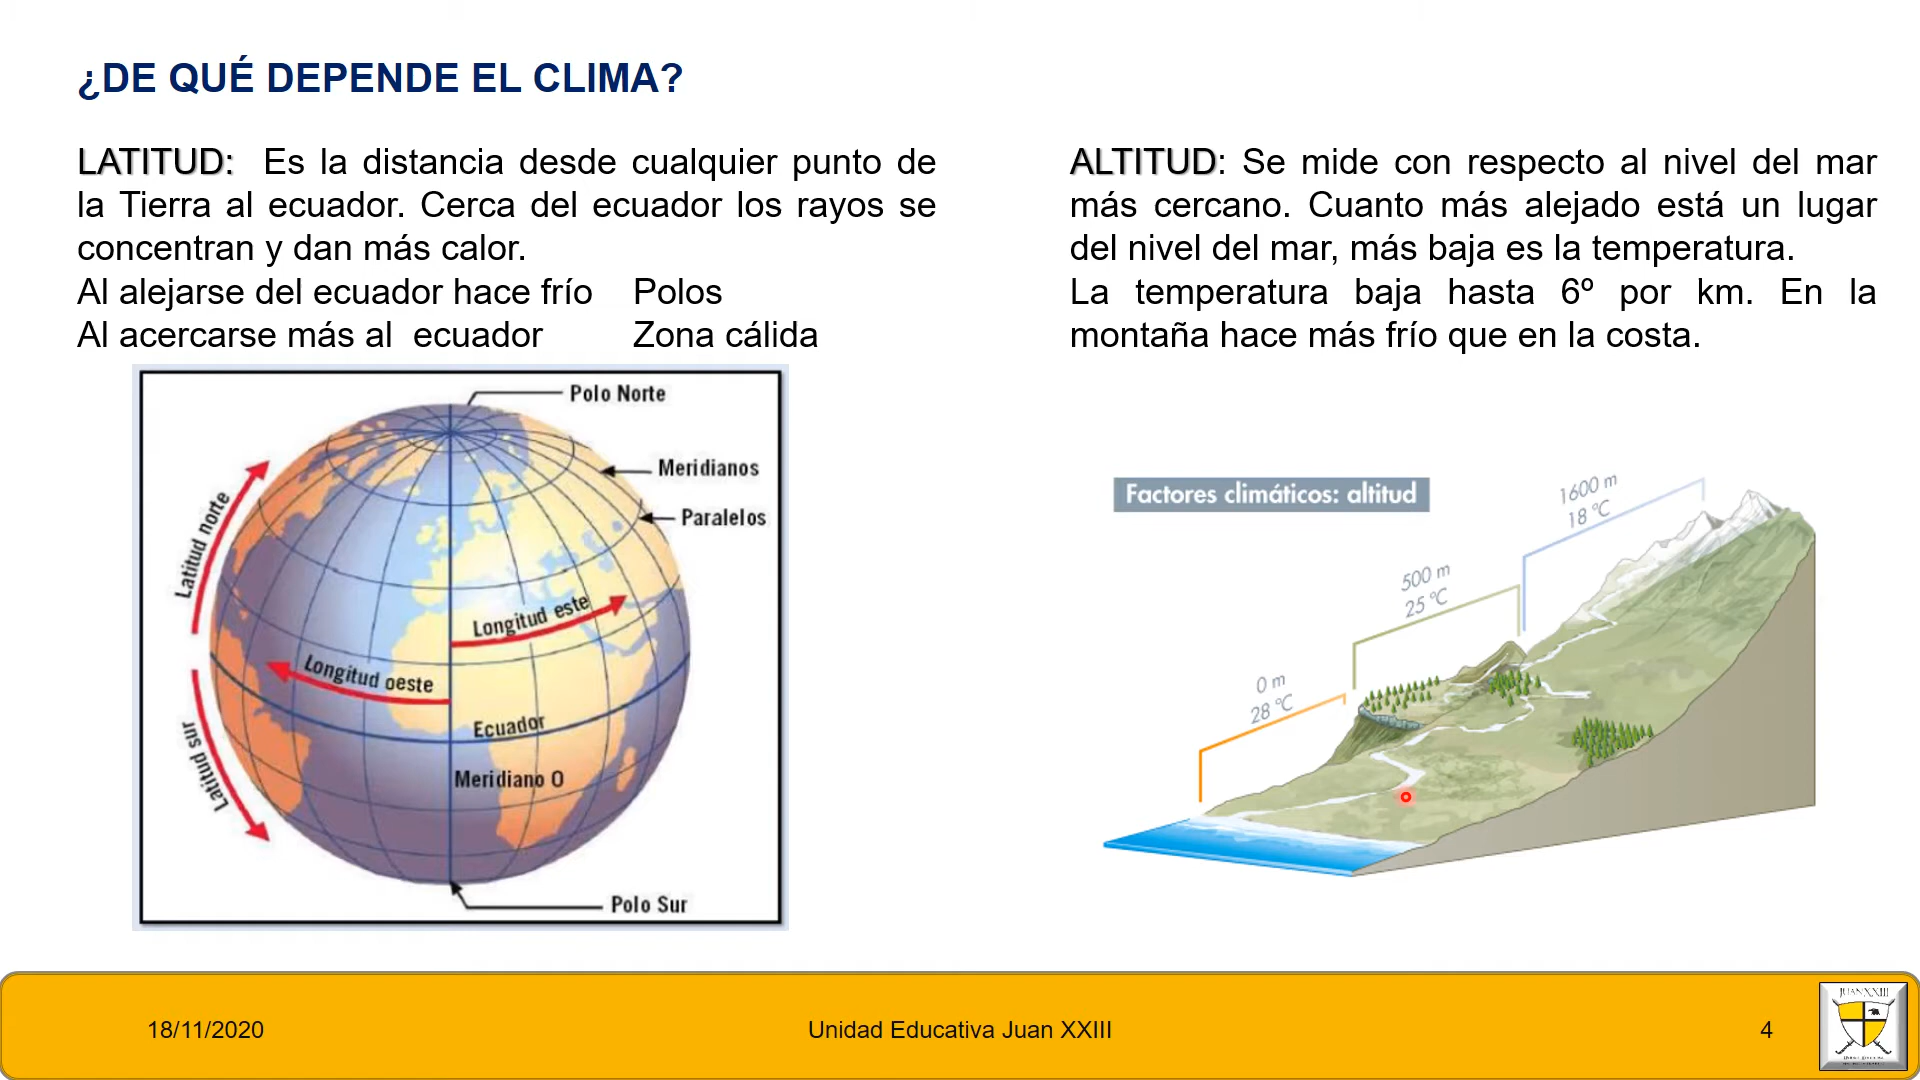 ¿DE QUÉ DEPENDE EL CLIMA?
LATITUD: Es la distancia desde cualquier punto de
la Tierra al ecuador. Cerca del ecuador los rayos se
concentran y dan más calor.
Al alejarse del ecuador hace frío Polos
Al acercarse más al ecuador Zona cálida
Polo Norte
Meridianos
Paralelos
Latitud norte
Longitud este
Longitud oeste
Ecuador
Meridiano O
Latitud sur
Polo Sur
ALTITUD: Se mide con respecto al nivel del mar
más cercano. Cuanto más alejado está un lugar
del nivel del mar, más baja es la temperatura.
La temperatura baja hasta 6º por km. En la
montaña hace más frío que en la costa.
Factores climáticos: altitud
1600 m
18 ºC
500 m
25 ºC
0 m
28 ºC
18/11/2020
Unidad Educativa Juan XXIII
4
JUAN XXIII